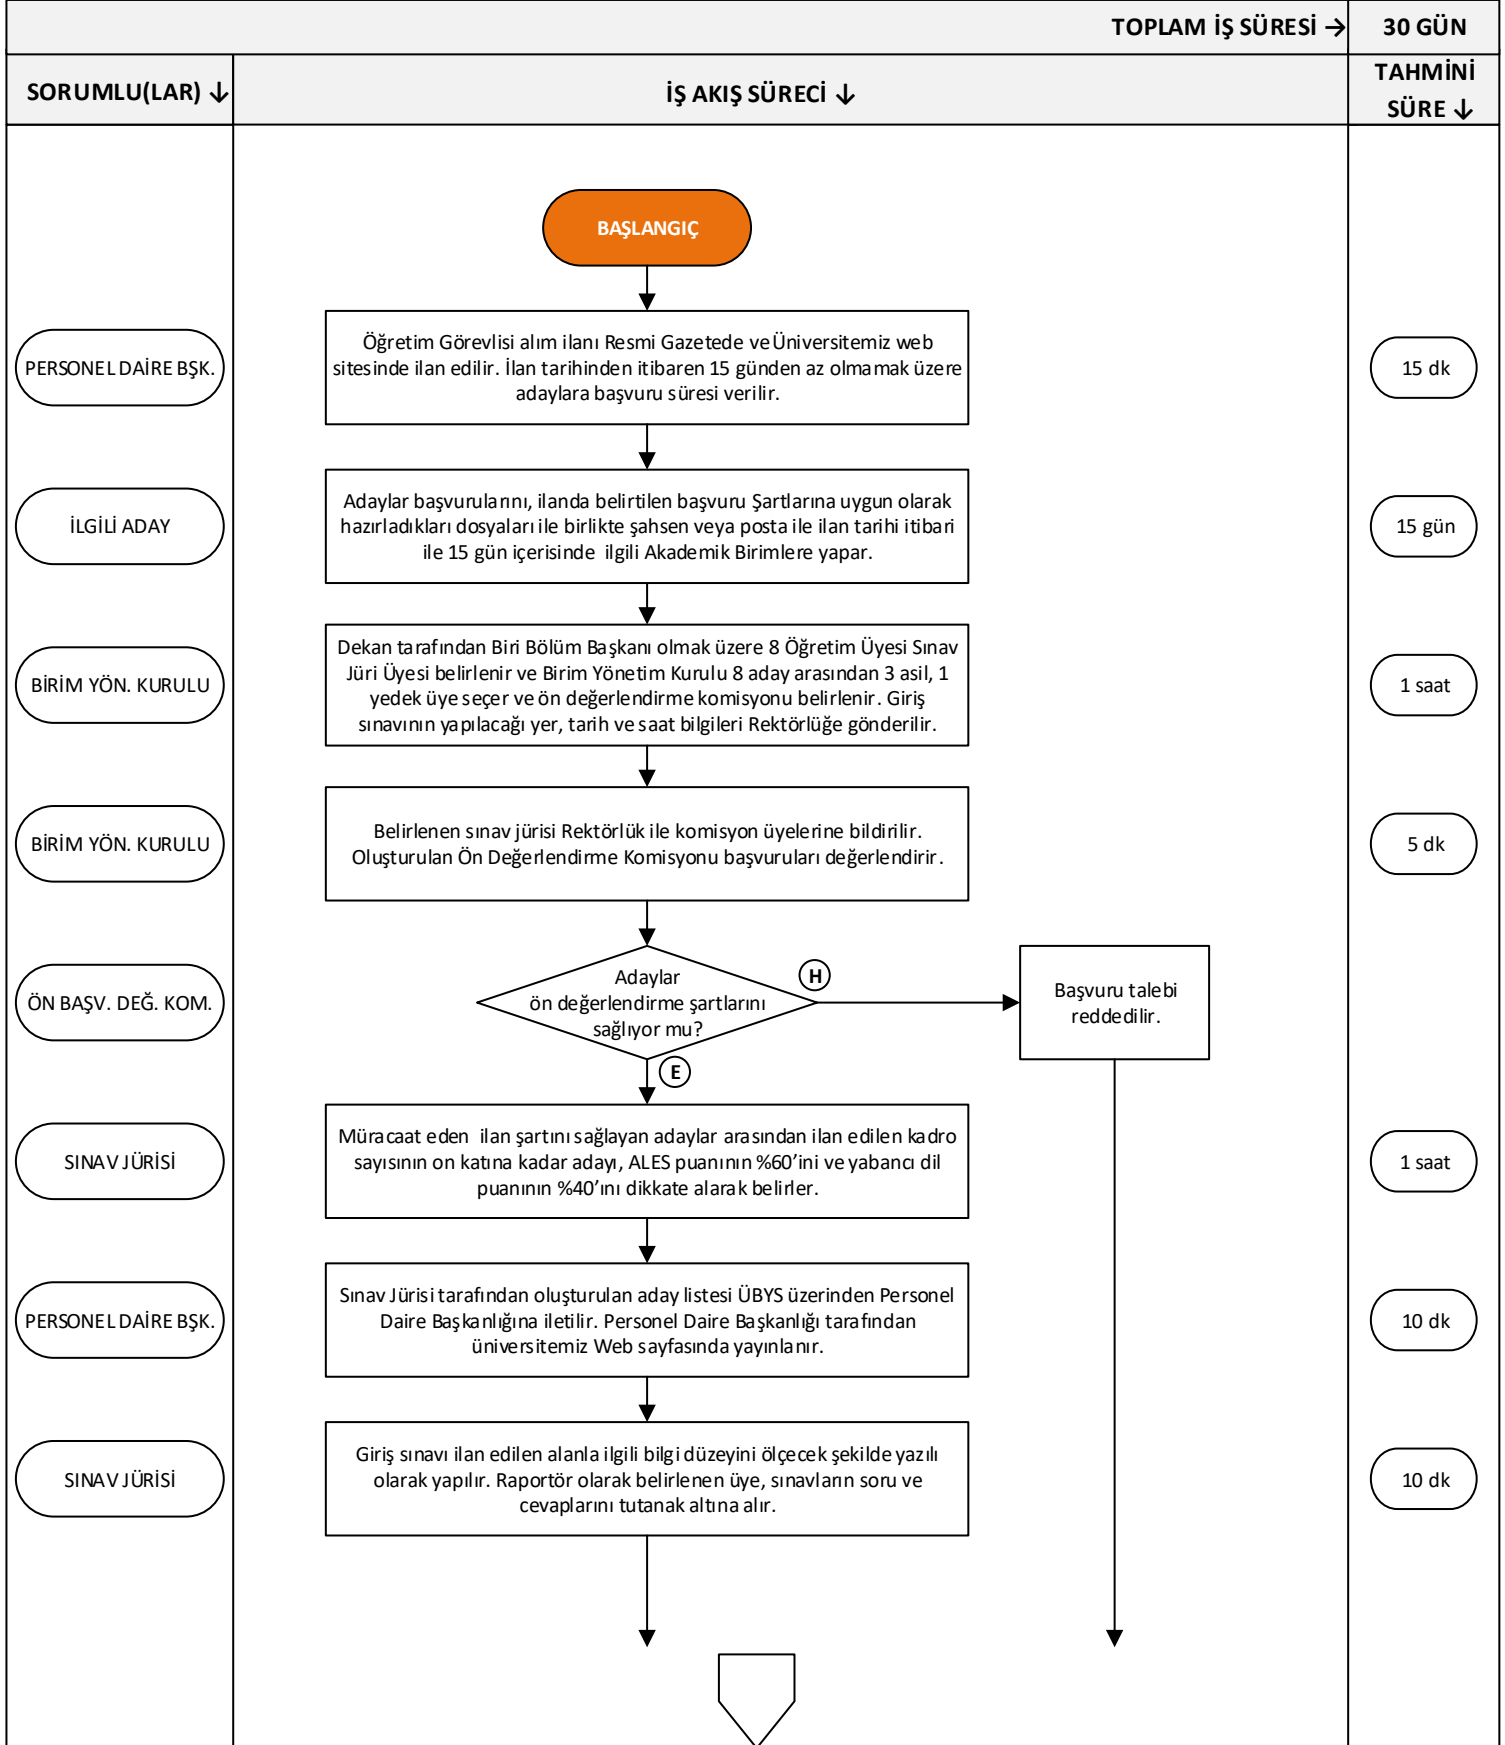 TOPLAM İŞ SÜRESİ →
30 GÜN
SORUMLU(LAR) ↓
İŞ AKIŞ SÜRECİ ↓
TAHMİNİ
SÜRE ↓
BAŞLANGIÇ
PERSONEL DAİRE BŞK.
Öğretim Görevlisi alım ilanı Resmi Gazetede ve Üniversitemiz web
sitesinde ilan edilir. İlan tarihinden itibaren 15 günden az olmamak üzere
adaylara başvuru süresi verilir.
15 dk
İLGİLİ ADAY
Adaylar başvurularını, ilanda belirtilen başvuru Şartlarına uygun olarak
hazırladıkları dosyaları ile birlikte şahsen veya posta ile ilan tarihi itibari
ile 15 gün içerisinde ilgili Akademik Birimlere yapar.
15 gün
BİRİM YÖN. KURULU
Dekan tarafından Biri Bölüm Başkanı olmak üzere 8 Öğretim Üyesi Sınav
Jüri Üyesi belirlenir ve Birim Yönetim Kurulu 8 aday arasından 3 asil, 1
yedek üye seçer ve ön değerlendirme komisyonu belirlenir. Giriş
sınavının yapılacağı yer, tarih ve saat bilgileri Rektörlüğe gönderilir.
1 saat
BİRİM YÖN. KURULU
Belirlenen sınav jürisi Rektörlük ile komisyon üyelerine bildirilir.
Oluşturulan Ön Değerlendirme Komisyonu başvuruları değerlendirir.
5 dk
ÖN BAŞV. DEĞ. KOM.
Adaylar
ön değerlendirme şartlarını
sağlıyor mu?
H
Başvuru talebi
reddedilir.
E
SINAV JÜRİSİ
Müracaat eden ilan şartını sağlayan adaylar arasından ilan edilen kadro
sayısının on katına kadar adayı, ALES puanının %60’ini ve yabancı dil
puanının %40’ını dikkate alarak belirler.
1 saat
PERSONEL DAİRE BŞK.
Sınav Jürisi tarafından oluşturulan aday listesi ÜBYS üzerinden Personel
Daire Başkanlığına iletilir. Personel Daire Başkanlığı tarafından
üniversitemiz Web sayfasında yayınlanır.
10 dk
SINAV JÜRİSİ
Giriş sınavı ilan edilen alanla ilgili bilgi düzeyini ölçecek şekilde yazılı
olarak yapılır. Raportör olarak belirlenen üye, sınavların soru ve
cevaplarını tutanak altına alır.
10 dk